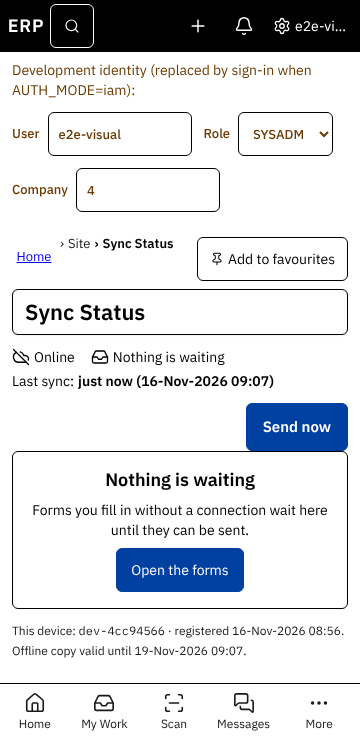 ERP
e2e-vi...
Development identity (replaced by sign-in when
AUTH_MODE=iam):
User e2e-visual Role SYSADM
Company 4
Home › Site › Sync Status
Add to favourites
Sync Status
Online Nothing is waiting
Last sync: just now (16-Nov-2026 09:07)
Send now
Nothing is waiting
Forms you fill in without a connection wait here
until they can be sent.
Open the forms
This device: dev-4cc94566 · registered 16-Nov-2026 08:56.
Offline copy valid until 19-Nov-2026 09:07.
Home My Work Scan Messages More